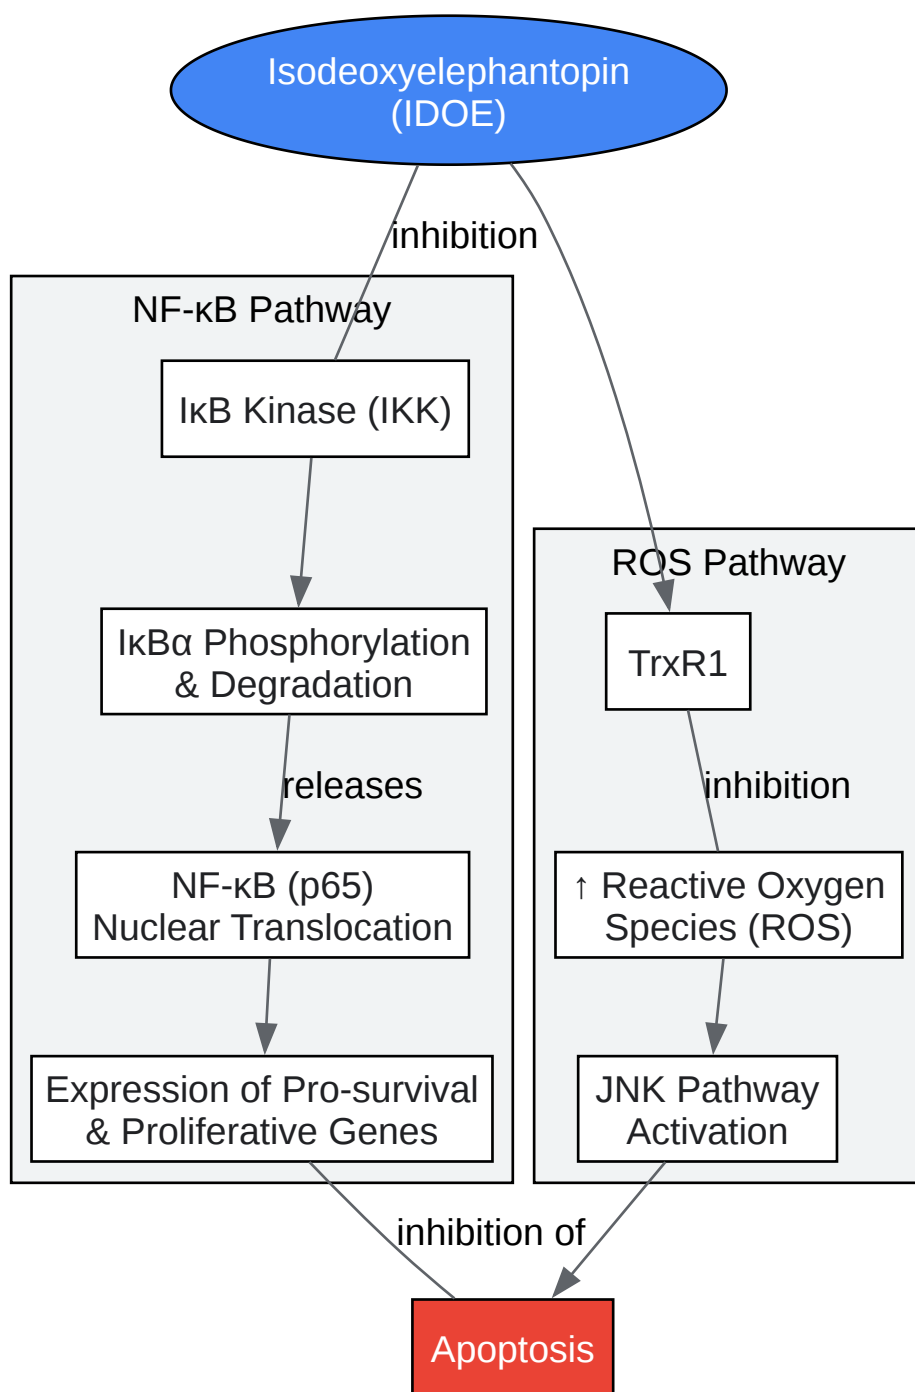 Isodeoxyelephantopin
(IDOE)
inhibition
NF-κB Pathway
IκB Kinase (IKK)
ROS Pathway
IκBα Phosphorylation
& Degradation
TrxR1
releases
inhibition
NF-κB (p65)
Nuclear Translocation
↑ Reactive Oxygen
Species (ROS)
Expression of Pro-survival
& Proliferative Genes
JNK Pathway
Activation
inhibition of
Apoptosis